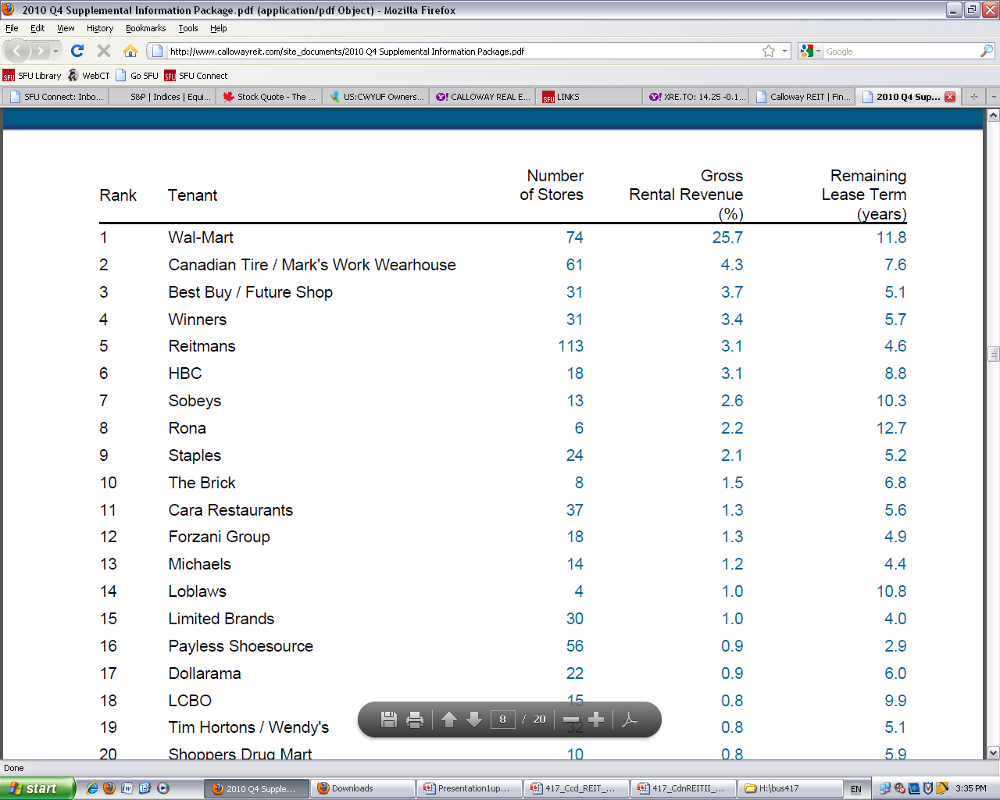 2010 Q4 Supplemental Information Package.pdf (application/pdf Object) - Mozilla Firefox
File Edit View History Bookmarks Tools Help
http://www.callowayreit.com/site_documents/2010 Q4 Supplemental Information Package.pdf Google
SFU SFU Library WebCT Go SFU SFU SFU Connect
SFU Connect: Inbo... S&P | Indices | Equi... Stock Quote - The ... US:CWYUF Owners... Y! CALLOWAY REAL E... SFU LINKS Y! XRE.TO: 14.25 -0.1... Calloway REIT | Fin... 2010 Q4 Sup...
Number Gross Remaining
Rank Tenant of Stores Rental Revenue Lease Term
(%) (years)
1 Wal-Mart 74 25.7 11.8
2 Canadian Tire / Mark's Work Wearhouse 61 4.3 7.6
3 Best Buy / Future Shop 31 3.7 5.1
4 Winners 31 3.4 5.7
5 Reitmans 113 3.1 4.6
6 HBC 18 3.1 8.8
7 Sobeys 13 2.6 10.3
8 Rona 6 2.2 12.7
9 Staples 24 2.1 5.2
10 The Brick 8 1.5 6.8
11 Cara Restaurants 37 1.3 5.6
12 Forzani Group 18 1.3 4.9
13 Michaels 14 1.2 4.4
14 Loblaws 4 1.0 10.8
15 Limited Brands 30 1.0 4.0
16 Payless Shoesource 56 0.9 2.9
17 Dollarama 22 0.9 6.0
18 LCBO 15 0.8 9.9
8 / 20
19 Tim Hortons / Wendy's 32 0.8 5.1
20 Shoppers Drug Mart 10 0.8 5.9
Done
start 2010 Q4 Supple... Downloads Presentation1up... 417_Ccd_REIT_... 417_CdnREITII_... H:\bus417 EN 3:35 PM